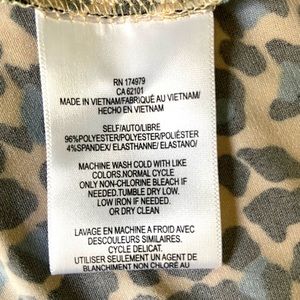 RN 174979
CA 62101
MADE IN VIETNAM/FABRIQUÉ AU VIETNAM/
HECHO EN VIETNAM
SELF/AUTO/LIBRE
96%POLYESTER/POLYESTER/POLIÉSTER
4%SPANDEX/ ELASTHANNE/ ELASTANO/
MACHINE WASH COLD WITH LIKE
COLORS.NORMAL CYCLE
ONLY NON-CHLORINE BLEACH IF
NEEDED.TUMBLE DRY LOW.
LOW IRON IF NEEDED.
OR DRY CLEAN
LAVAGE EN MACHINE A FROID AVEC
DESCOULEURS SIMILAIRES.
CYCLE DELICAT.
UTILISER SEULEMENT UN AGENT DE
BLANCHIMENT NON CHLORÉ AU